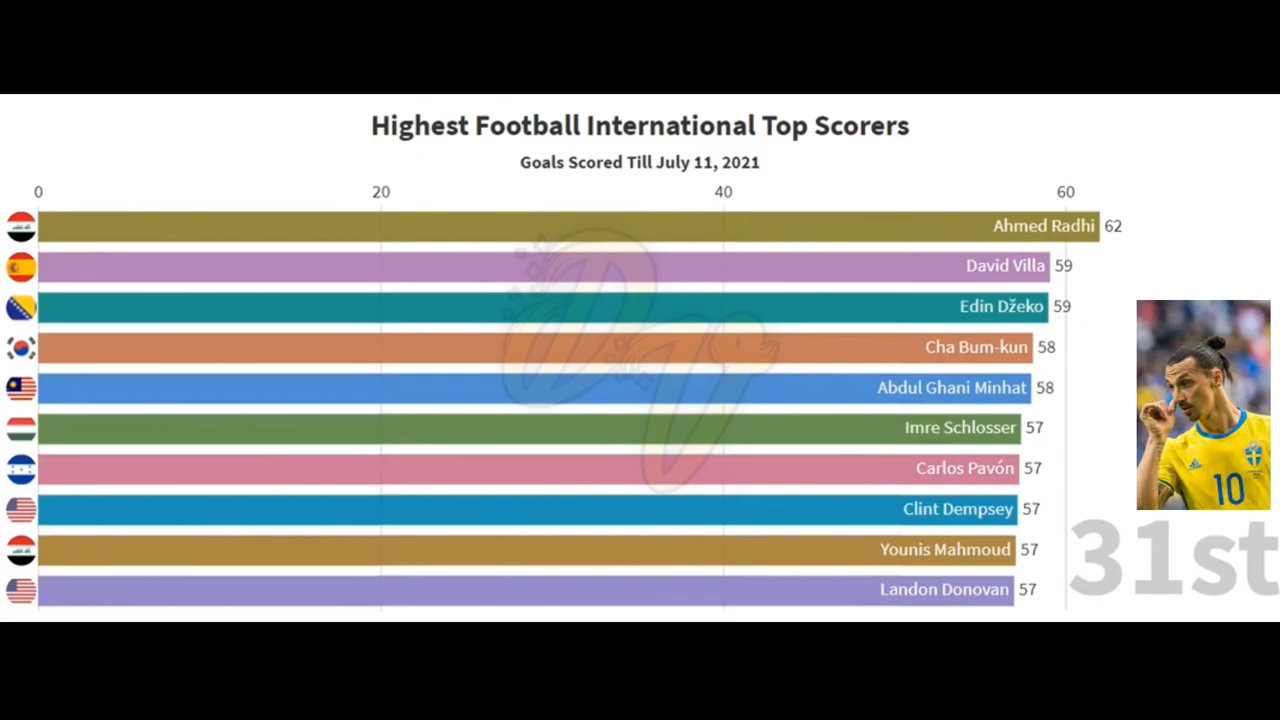 Highest Football International Top Scorers
Goals Scored Till July 11, 2021
0 20 40 60
Ahmed Radhi 62
David Villa 59
Edin Džeko 59
Cha Bum-kun 58
Abdul Ghani Minhat 58
Imre Schlosser 57
Carlos Pavón 57
Clint Dempsey 57
Younis Mahmoud 57
Landon Donovan 57
10
31st